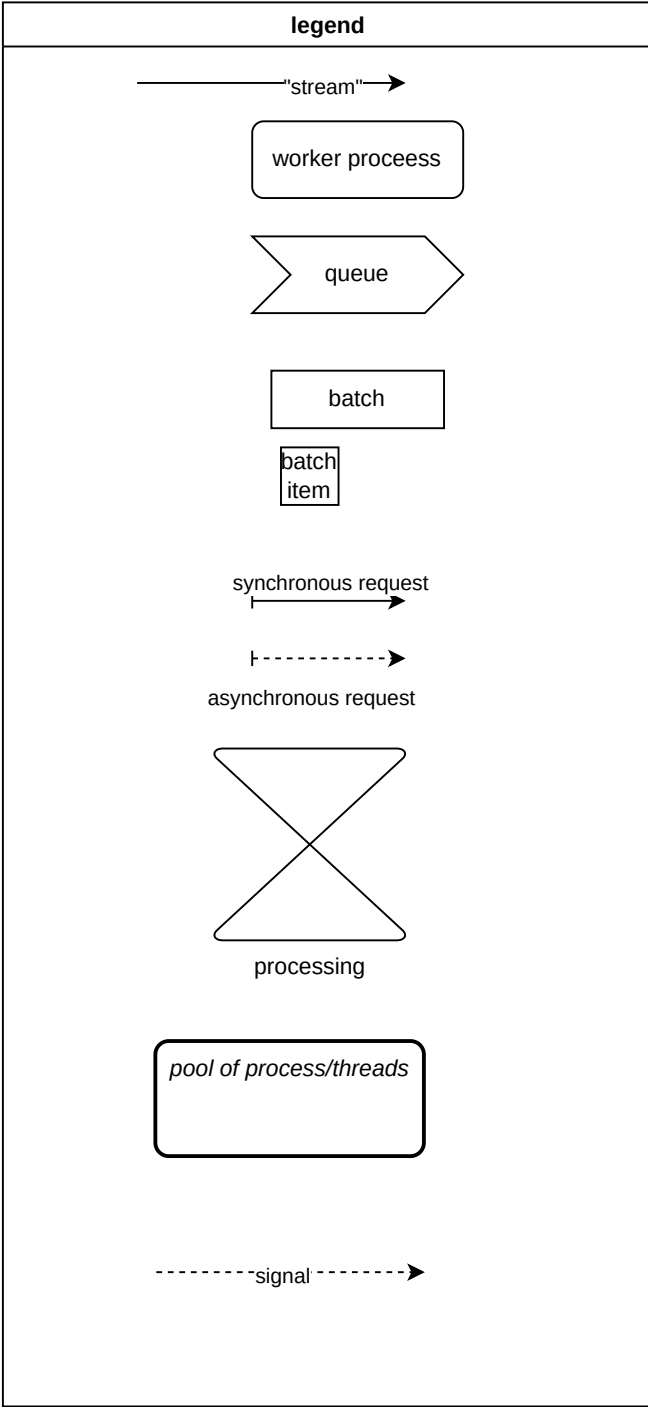 legend
"stream"
worker proceess
queue
batch
batch
item
synchronous request
asynchronous request
processing
pool of process/threads
signal